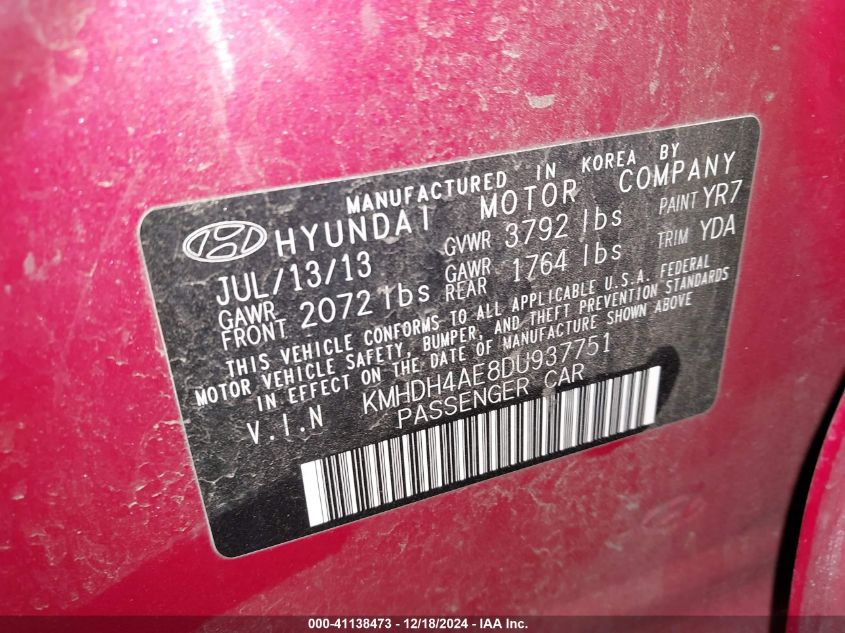 MANUFACTURED IN KOREA BY
HYUNDAI MOTOR COMPANY
JUL/13/13 GVWR 3792 lbs PAINT YR7
GAWR FRONT 2072 lbs GAWR REAR 1764 lbs TRIM YDA
THIS VEHICLE CONFORMS TO ALL APPLICABLE U.S.A. FEDERAL
MOTOR VEHICLE SAFETY, BUMPER, AND THEFT PREVENTION STANDARDS
IN EFFECT ON THE DATE OF MANUFACTURE SHOWN ABOVE
V.I.N KMHDH4AE8DU937751
PASSENGER CAR
000-41138473 - 12/18/2024 - IAA Inc.